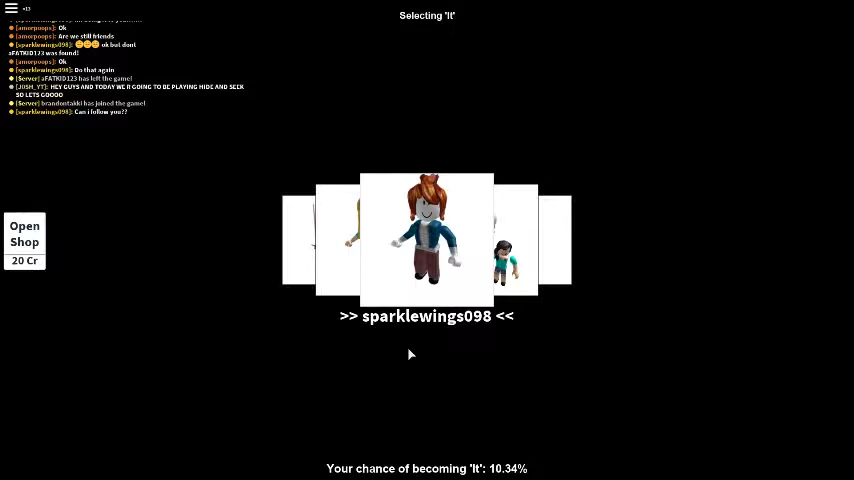 +13
Selecting 'It'
[amorpoops]: Ok
[amorpoops]: Are we still friends
[sparklewings098]: 😊😊😊 ok but dont
aFATKID123 was found!
[amorpoops]: Ok
[sparklewings098]: Do that again
[Server] aFATKID123 has left the game!
[J0SH_YT]: HEY GUYS AND TODAY WE R GOING TO BE PLAYING HIDE AND SEEK
SO LETS GOOOO
[Server] brandontakki has joined the game!
[sparklewings098]: Can i follow you??
Open
Shop
20 Cr
>> sparklewings098 <<
Your chance of becoming 'It': 10.34%